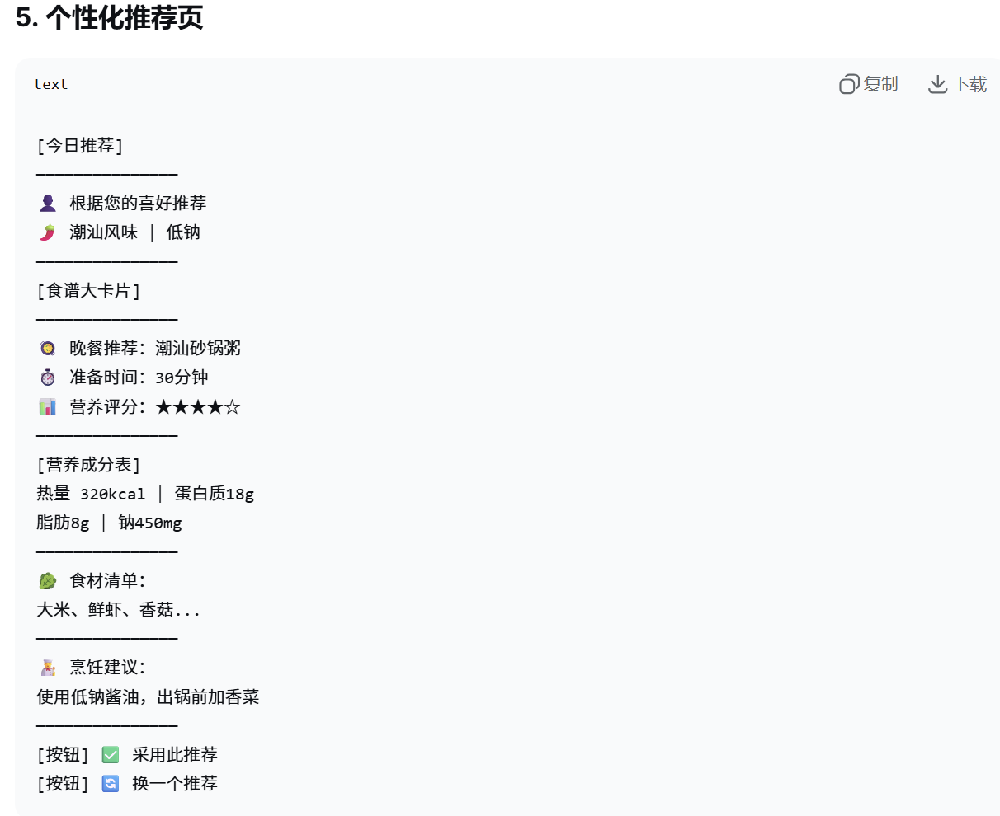 5. 个性化推荐页
text 复制 下载
[今日推荐]
———————————————
👤 根据您的喜好推荐
🌶️ 潮汕风味 | 低钠
———————————————
[食谱大卡片]
———————————————
🥘 晚餐推荐：潮汕砂锅粥
⏱️ 准备时间：30分钟
📊 营养评分：★★★★☆
———————————————
[营养成分表]
热量 320kcal | 蛋白质18g
脂肪8g | 钠450mg
———————————————
🥬 食材清单：
大米、鲜虾、香菇...
———————————————
🧑‍🍳 烹饪建议：
使用低钠酱油，出锅前加香菜
———————————————
[按钮] ✅ 采用此推荐
[按钮] 🔄 换一个推荐